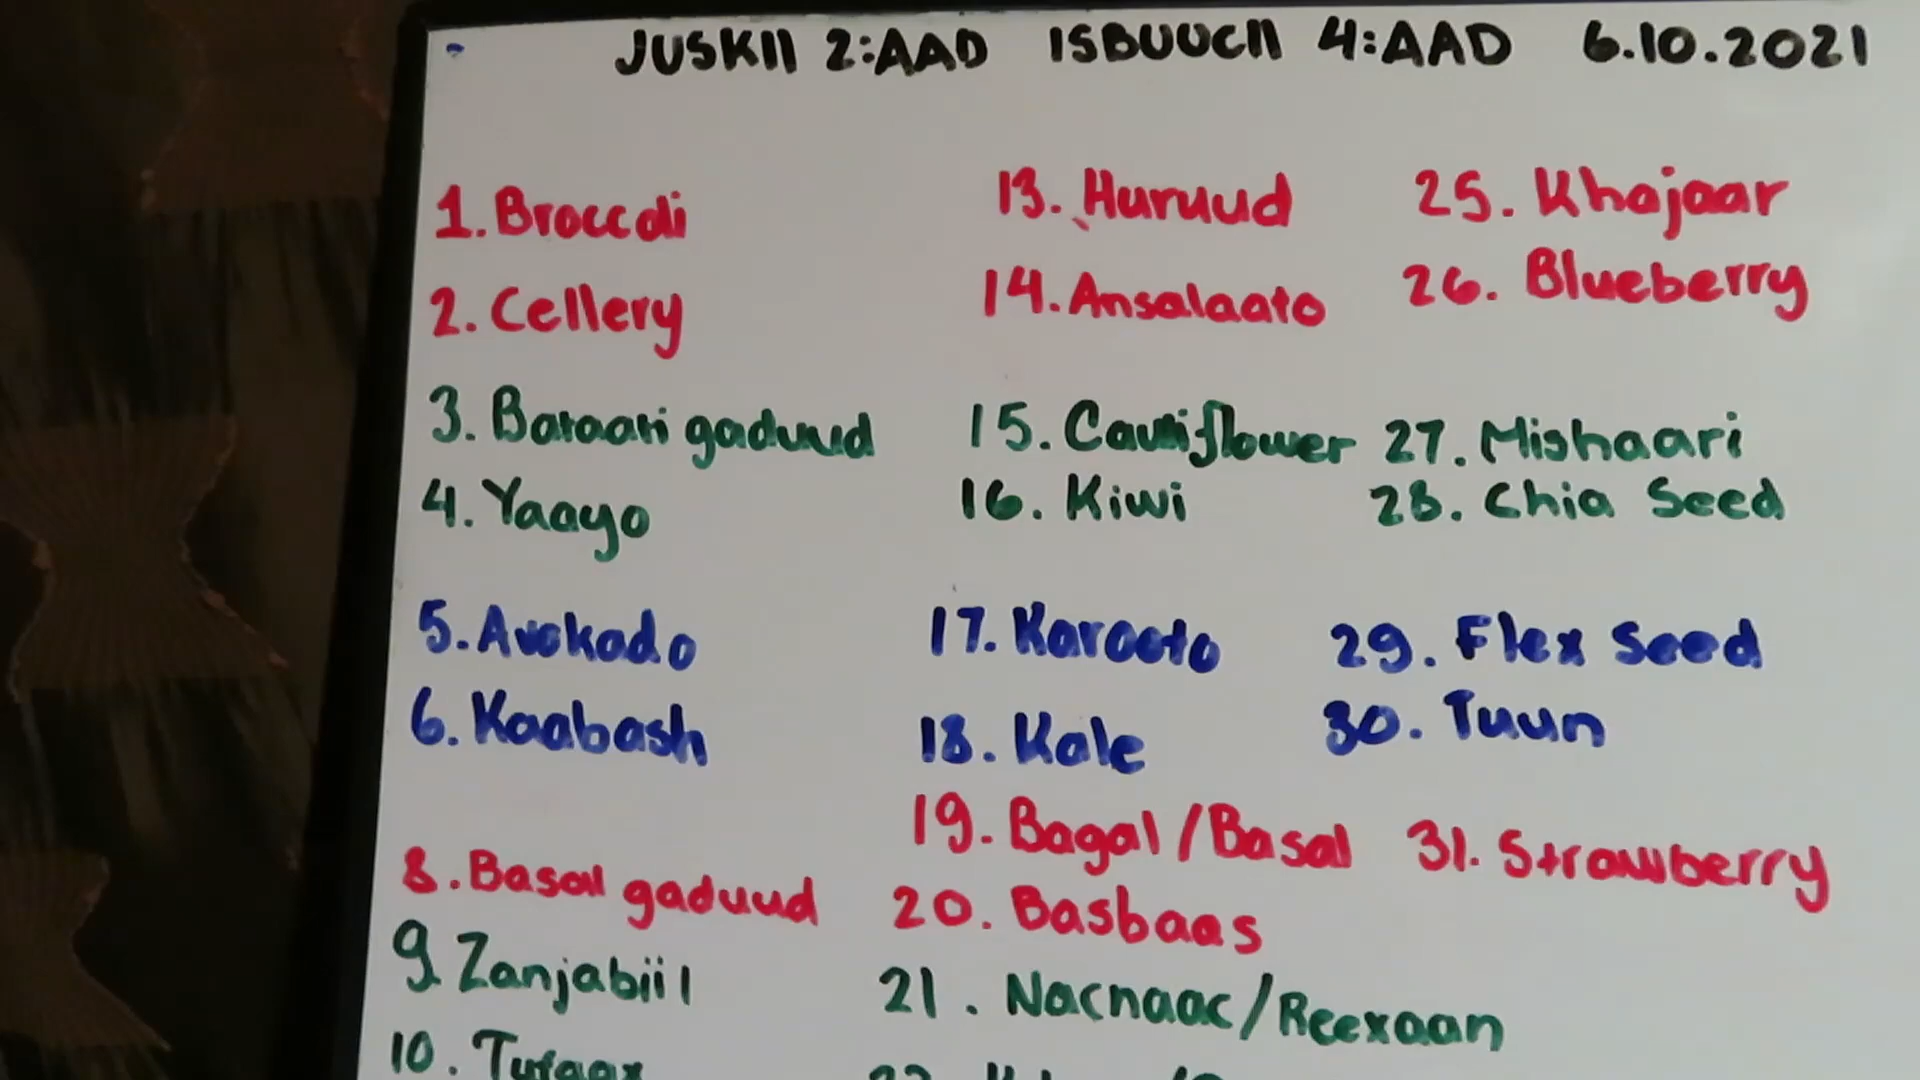 JUSKII 2:AAD ISBUUCII 4:AAD 6.10.2021
1. Broccoli
2. Cellery
3. Baraari gaduud
4. Yaayo
5. Avokado
6. Kaabash
8. Basal gaduud
9. Zanjabiil
10. Tufaax
13. Huruud
14. Ansalaato
15. Cauliflower
16. Kiwi
17. Karooto
18. Kale
19. Bagal / Basal
20. Basbaas
21. Nacnaac / Reexaan
25. Khajaar
26. Blueberry
27. Mishaari
28. Chia Seed
29. Flex Seed
30. Tuun
31. Strawberry